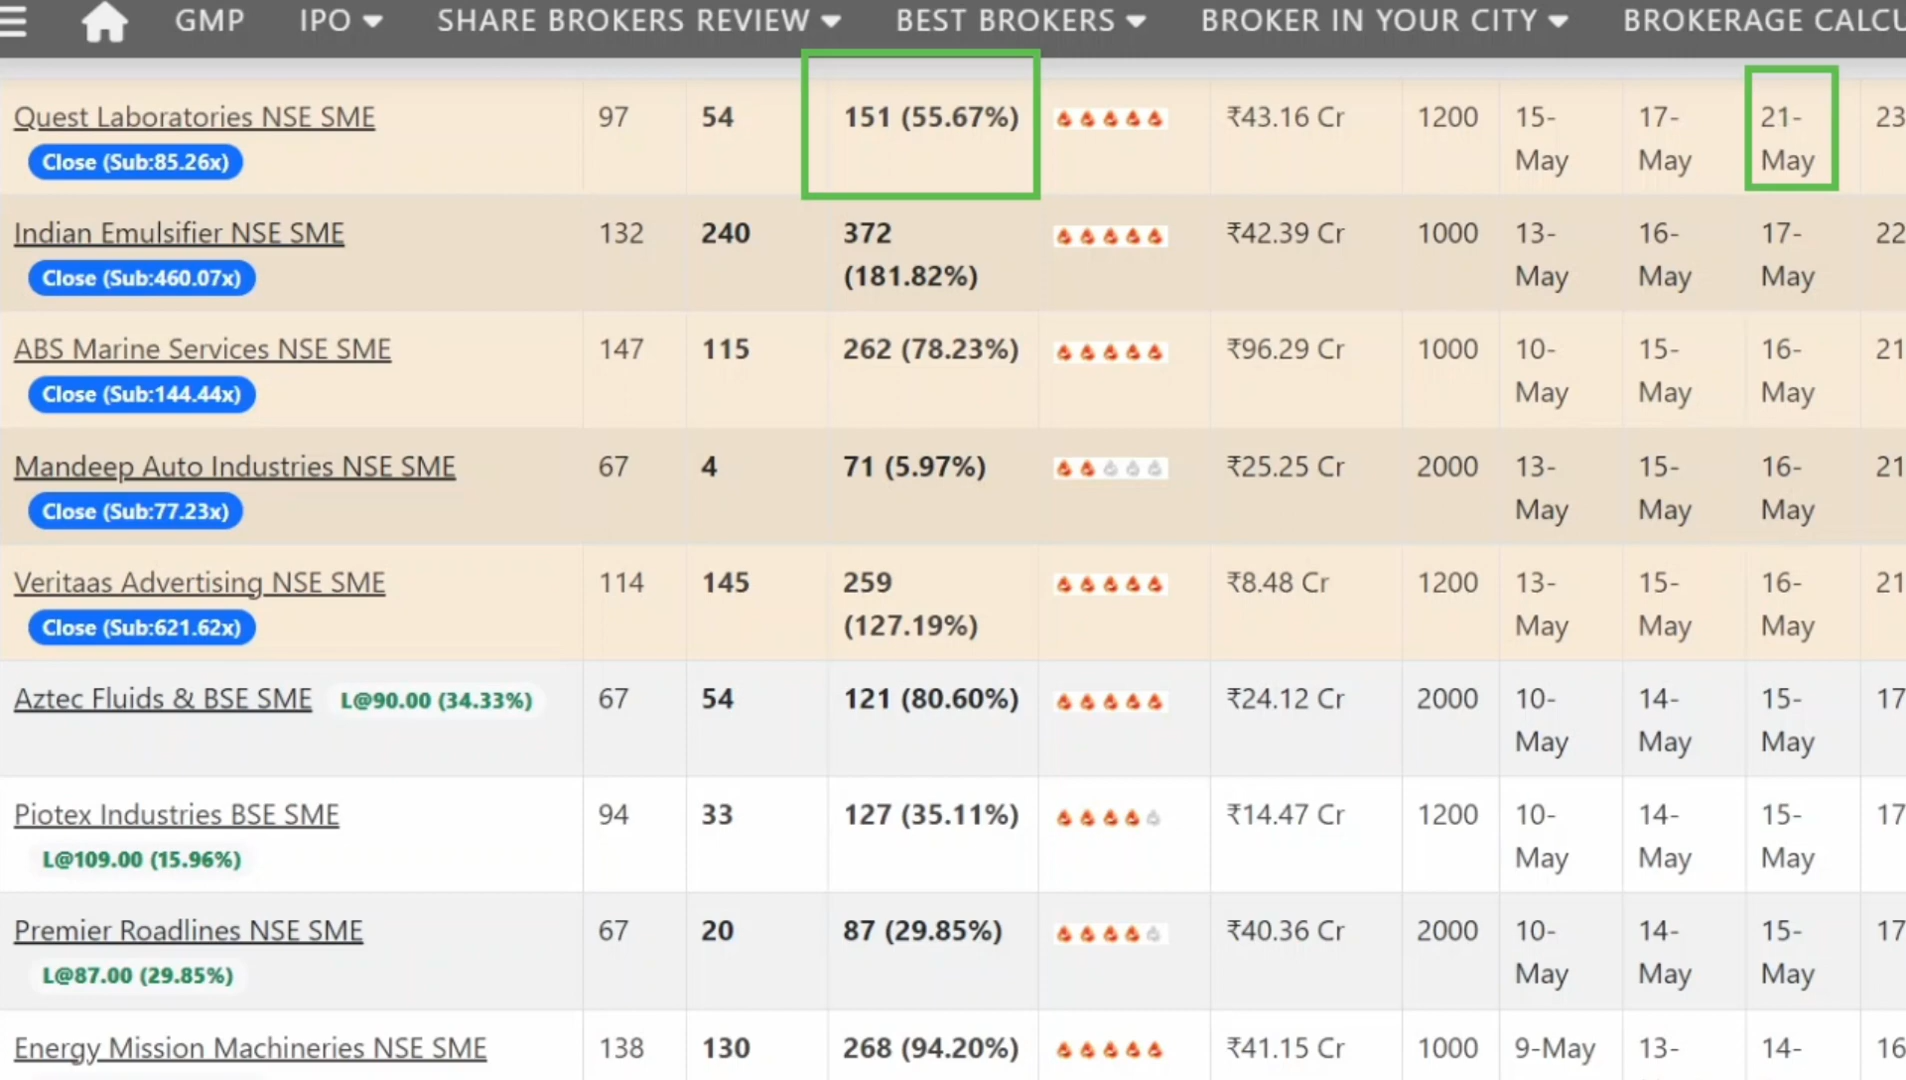 GMP IPO SHARE BROKERS REVIEW BEST BROKERS BROKER IN YOUR CITY BROKERAGE CALCU
Quest Laboratories NSE SME 97 54 151 (55.67%) ₹43.16 Cr 1200 15- 17- 21- 23
Close (Sub:85.26x) May May May
Indian Emulsifier NSE SME 132 240 372 ₹42.39 Cr 1000 13- 16- 17- 22
Close (Sub:460.07x) (181.82%) May May May
ABS Marine Services NSE SME 147 115 262 (78.23%) ₹96.29 Cr 1000 10- 15- 16- 21
Close (Sub:144.44x) May May May
Mandeep Auto Industries NSE SME 67 4 71 (5.97%) ₹25.25 Cr 2000 13- 15- 16- 21
Close (Sub:77.23x) May May May
Veritaas Advertising NSE SME 114 145 259 ₹8.48 Cr 1200 13- 15- 16- 21
Close (Sub:621.62x) (127.19%) May May May
Aztec Fluids & BSE SME L@90.00 (34.33%) 67 54 121 (80.60%) ₹24.12 Cr 2000 10- 14- 15- 17
May May May
Piotex Industries BSE SME 94 33 127 (35.11%) ₹14.47 Cr 1200 10- 14- 15- 17
L@109.00 (15.96%) May May May
Premier Roadlines NSE SME 67 20 87 (29.85%) ₹40.36 Cr 2000 10- 14- 15- 17
L@87.00 (29.85%) May May May
Energy Mission Machineries NSE SME 138 130 268 (94.20%) ₹41.15 Cr 1000 9-May 13- 14- 16